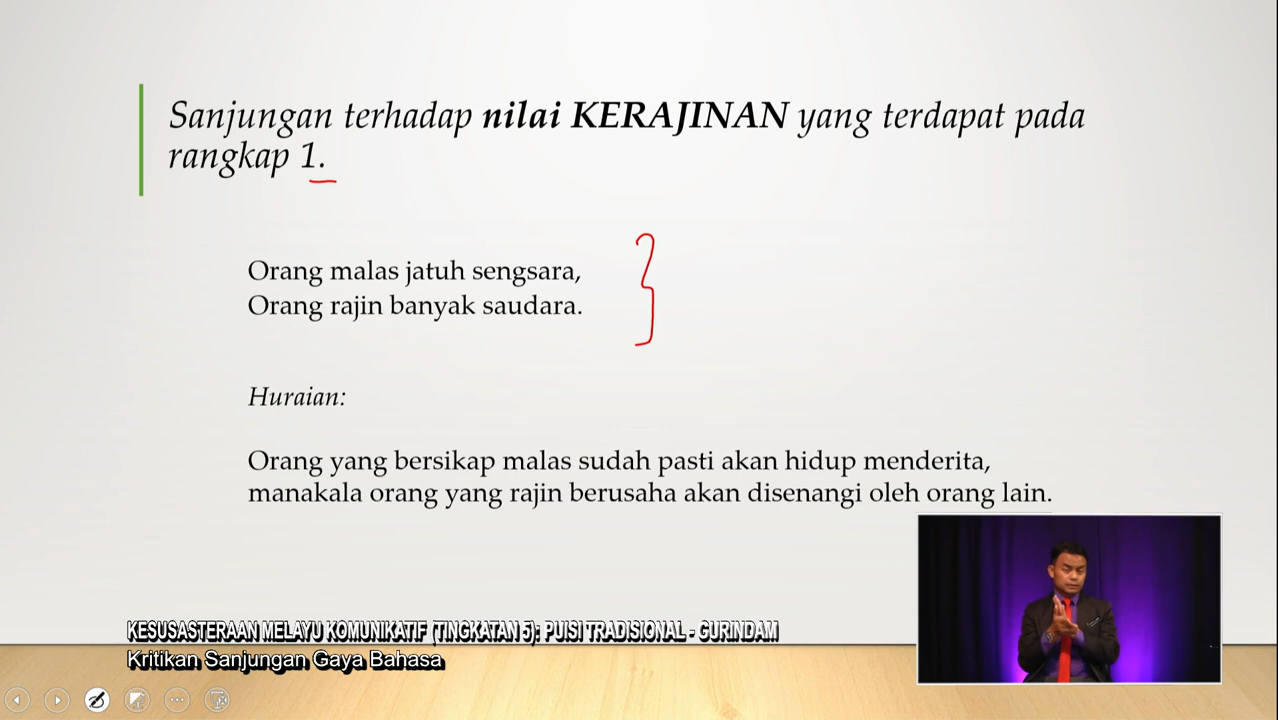 Sanjungan terhadap nilai KERAJINAN yang terdapat pada
rangkap 1.
Orang malas jatuh sengsara,
Orang rajin banyak saudara.
Huraian:
Orang yang bersikap malas sudah pasti akan hidup menderita,
manakala orang yang rajin berusaha akan disenangi oleh orang lain.
KESUSASTERAAN MELAYU KOMUNIKATIF (TINGKATAN 5): PUISI TRADISIONAL - GURINDAM
Kritikan Sanjungan Gaya Bahasa